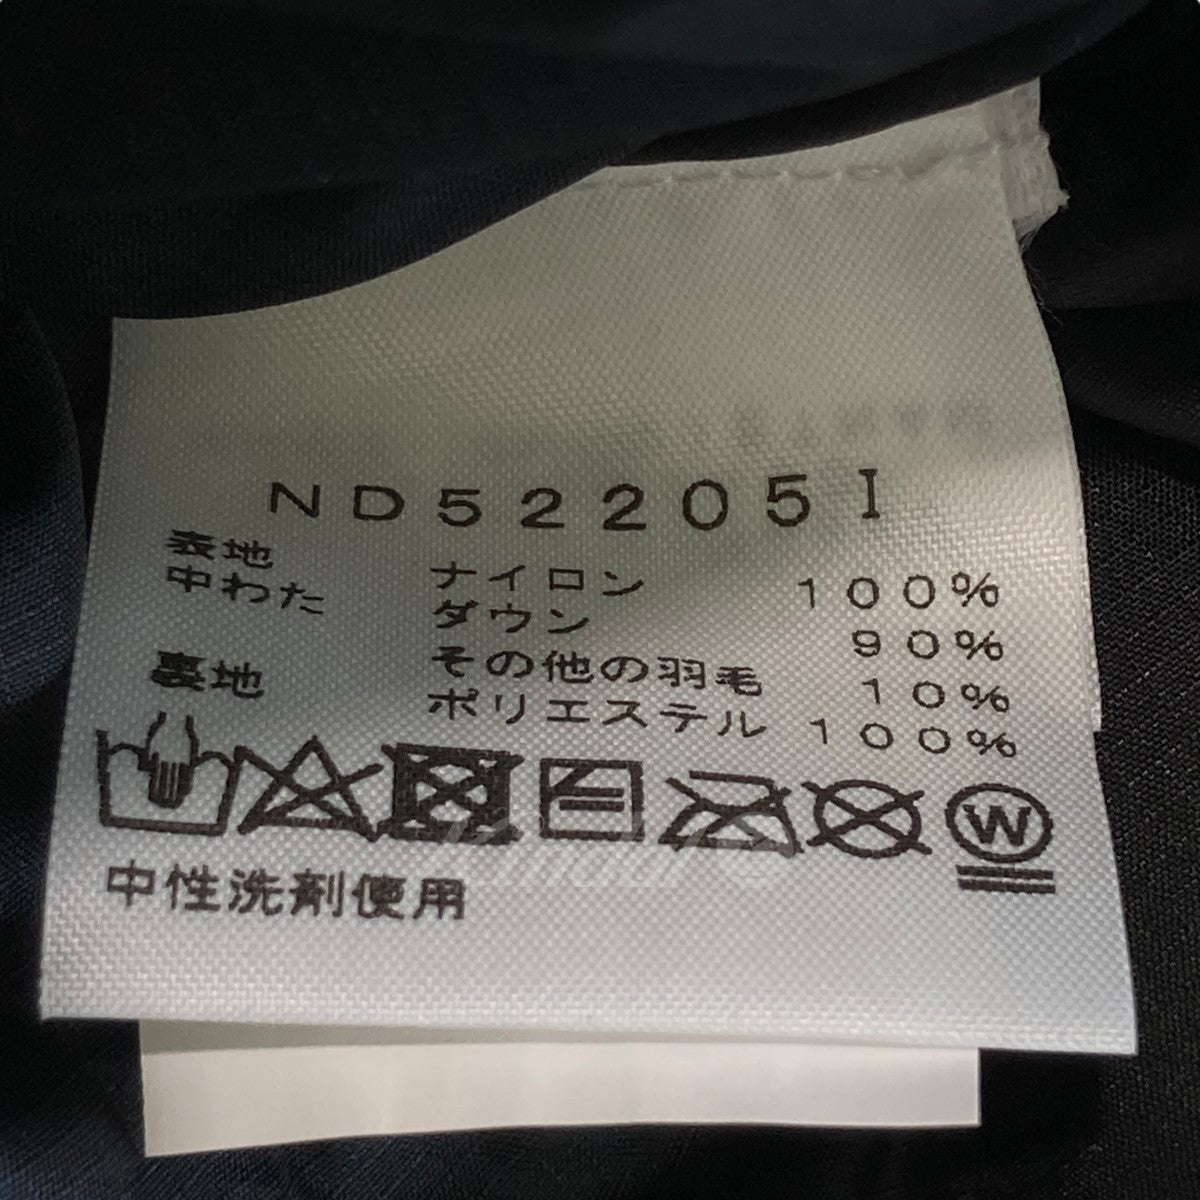 ND52205I
表地 ナイロン 100%
中わた ダウン 90%
その他の羽毛 10%
裏地 ポリエステル 100%
W
中性洗剤使用